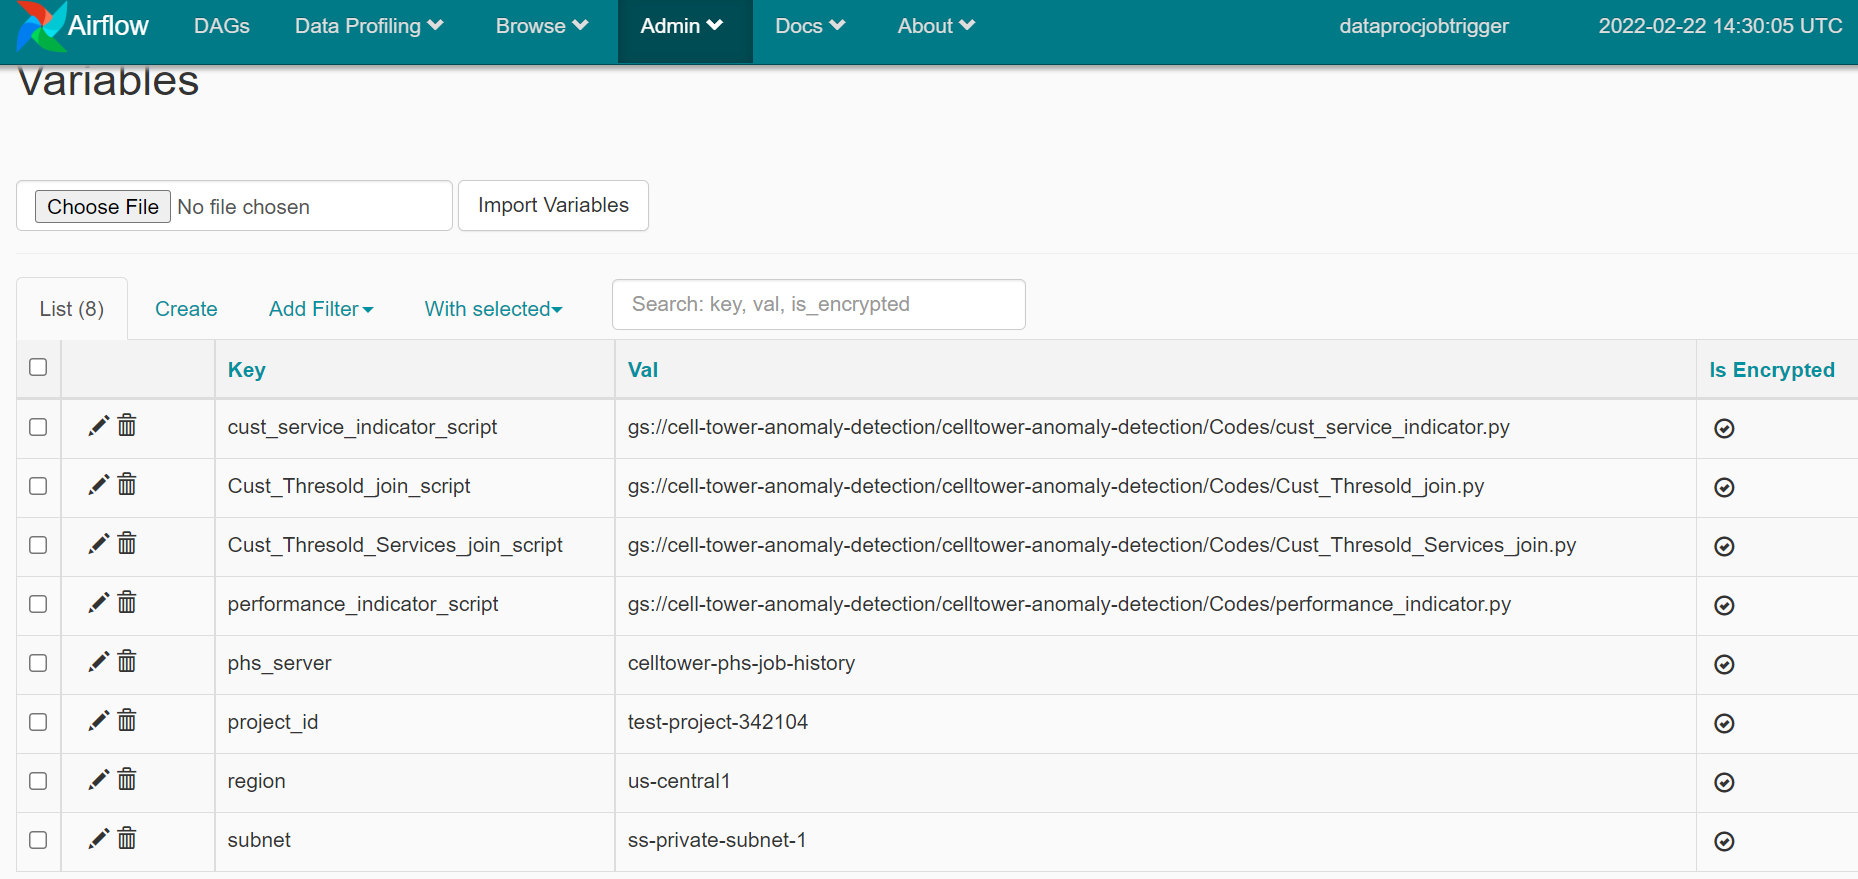 Airflow DAGs Data Profiling Browse Admin Docs About dataprocjobtrigger 2022-02-22 14:30:05 UTC
Variables
Choose File No file chosen Import Variables
List (8) Create Add Filter With selected Search: key, val, is_encrypted
Key Val Is Encrypted
cust_service_indicator_script gs://cell-tower-anomaly-detection/celltower-anomaly-detection/Codes/cust_service_indicator.py
Cust_Thresold_join_script gs://cell-tower-anomaly-detection/celltower-anomaly-detection/Codes/Cust_Thresold_join.py
Cust_Thresold_Services_join_script gs://cell-tower-anomaly-detection/celltower-anomaly-detection/Codes/Cust_Thresold_Services_join.py
performance_indicator_script gs://cell-tower-anomaly-detection/celltower-anomaly-detection/Codes/performance_indicator.py
phs_server celltower-phs-job-history
project_id test-project-342104
region us-central1
subnet ss-private-subnet-1